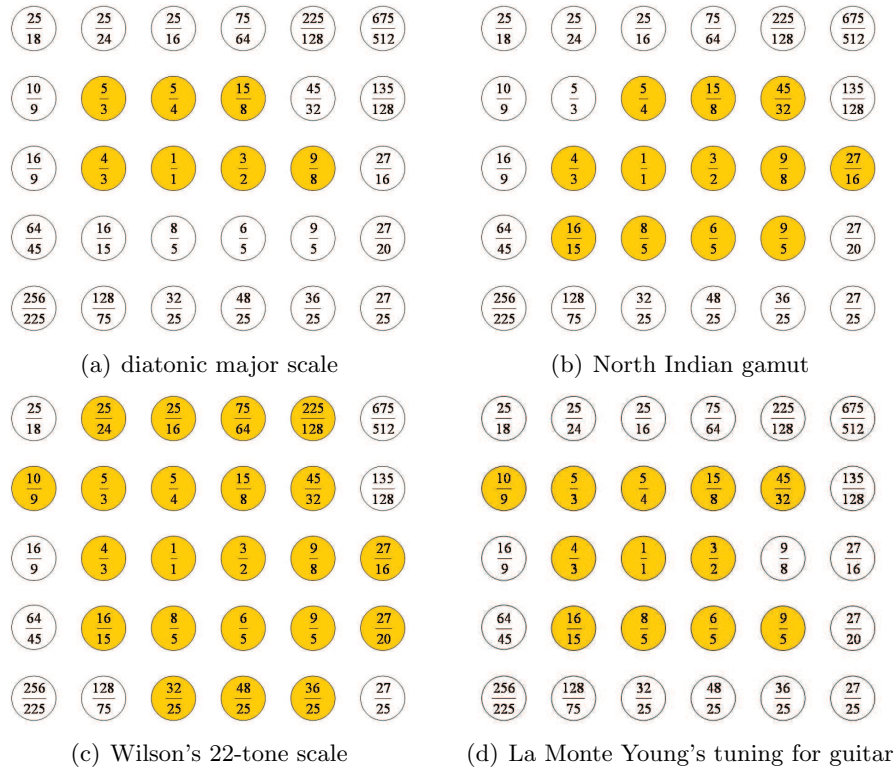 25/18 25/24 25/16 75/64 225/128 675/512
10/9 5/3 5/4 15/8 45/32 135/128
16/9 4/3 1/1 3/2 9/8 27/16
64/45 16/15 8/5 6/5 9/5 27/20
256/225 128/75 32/25 48/25 36/25 27/25
(a) diatonic major scale
25/18 25/24 25/16 75/64 225/128 675/512
10/9 5/3 5/4 15/8 45/32 135/128
16/9 4/3 1/1 3/2 9/8 27/16
64/45 16/15 8/5 6/5 9/5 27/20
256/225 128/75 32/25 48/25 36/25 27/25
(b) North Indian gamut
25/18 25/24 25/16 75/64 225/128 675/512
10/9 5/3 5/4 15/8 45/32 135/128
16/9 4/3 1/1 3/2 9/8 27/16
64/45 16/15 8/5 6/5 9/5 27/20
256/225 128/75 32/25 48/25 36/25 27/25
(c) Wilson's 22-tone scale
25/18 25/24 25/16 75/64 225/128 675/512
10/9 5/3 5/4 15/8 45/32 135/128
16/9 4/3 1/1 3/2 9/8 27/16
64/45 16/15 8/5 6/5 9/5 27/20
256/225 128/75 32/25 48/25 36/25 27/25
(d) La Monte Young's tuning for guitar